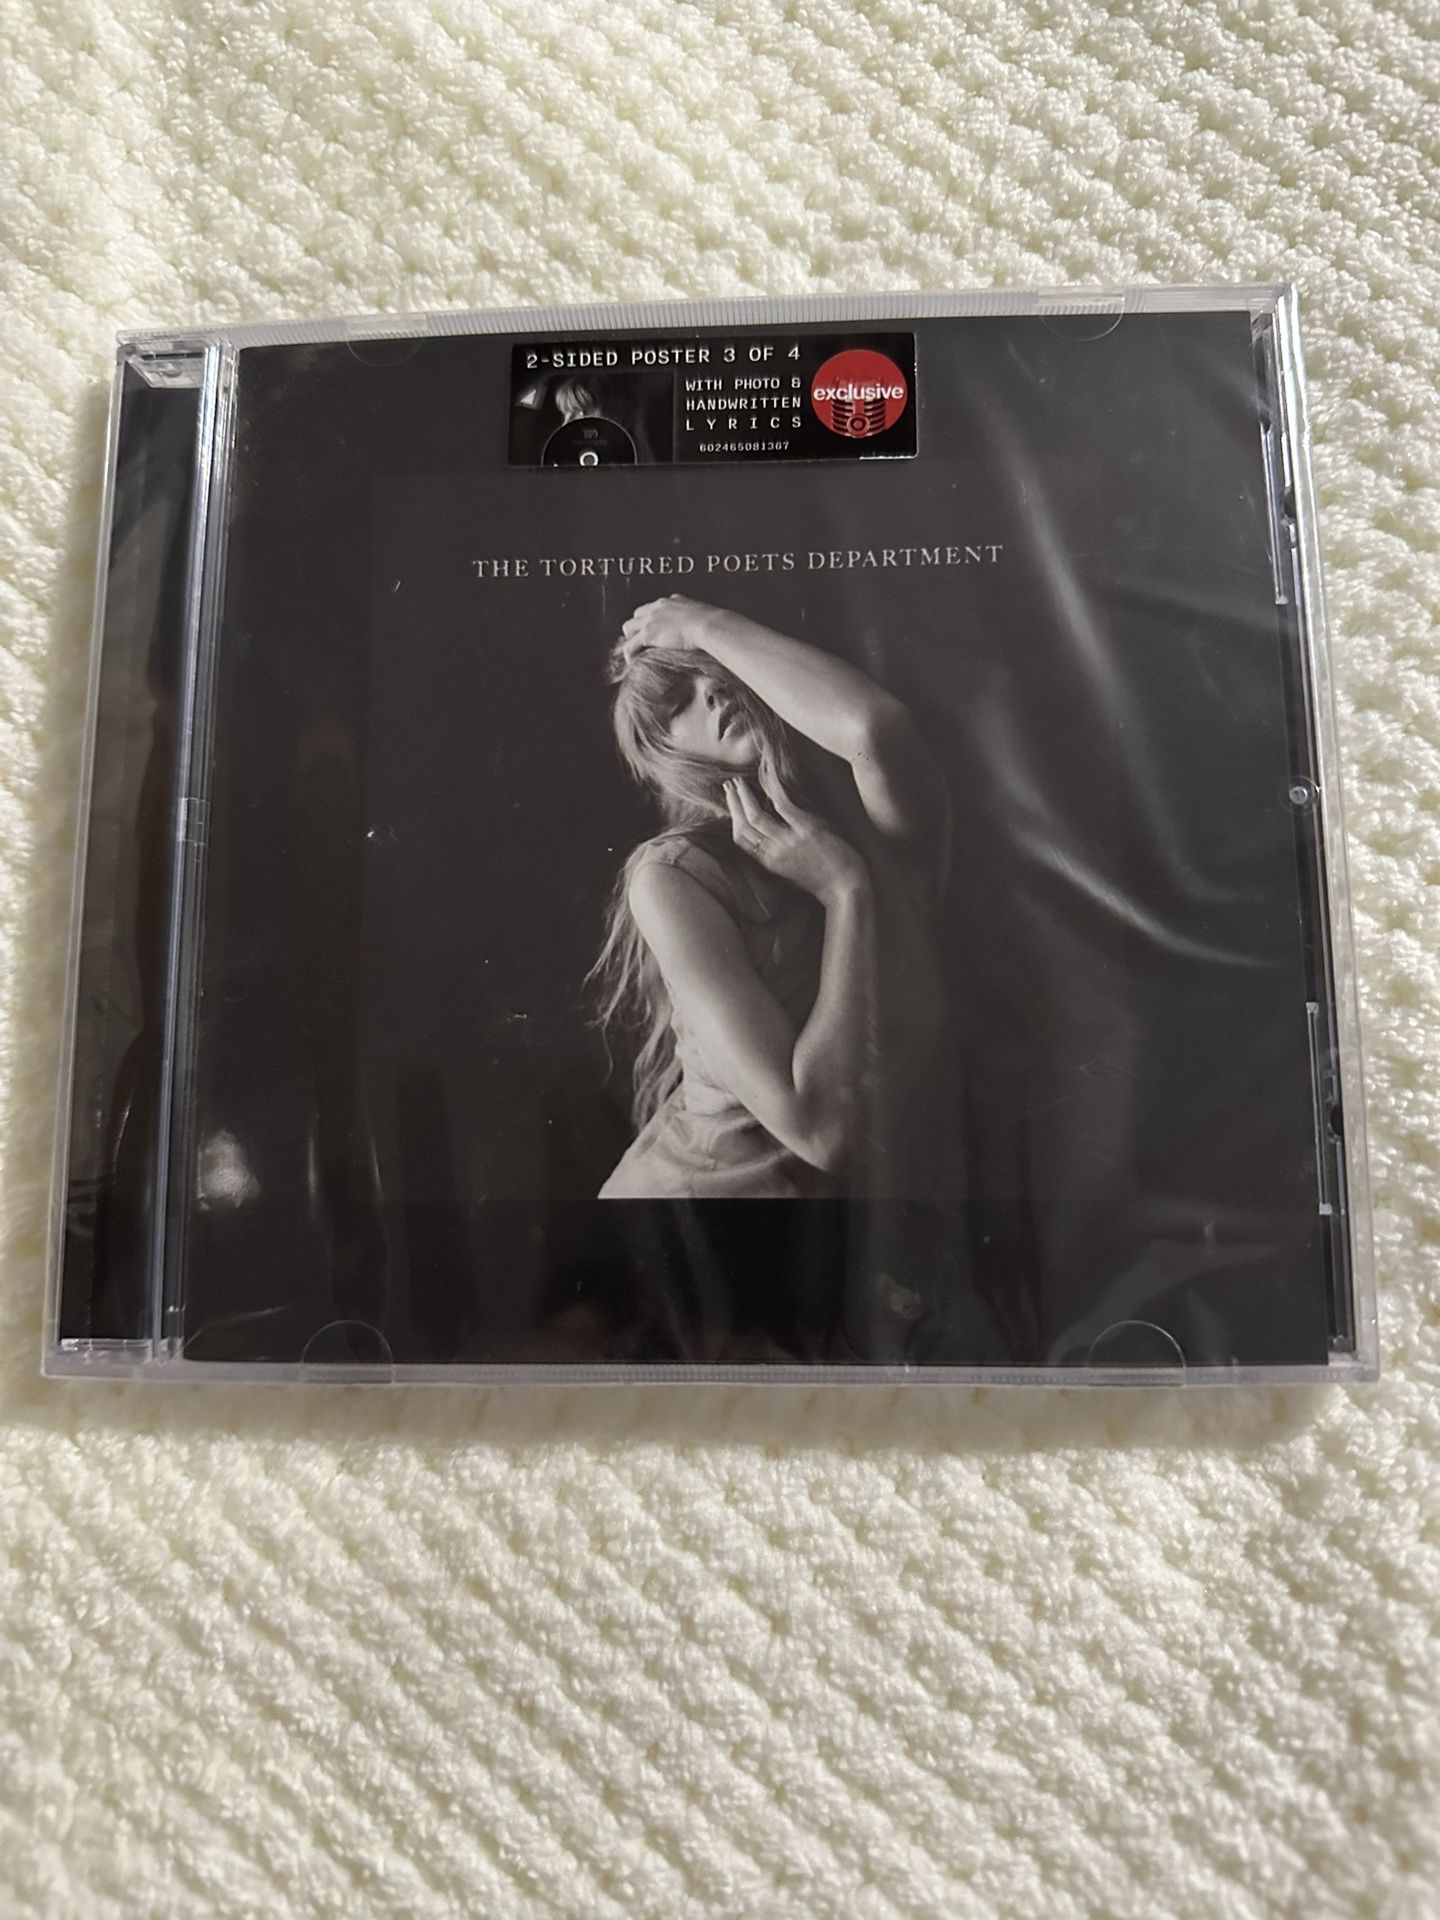 2-SIDED POSTER 3 OF 4
WITH PHOTO &
HANDWRITTEN
LYRICS
602465081367
exclusive
THE TORTURED POETS DEPARTMENT